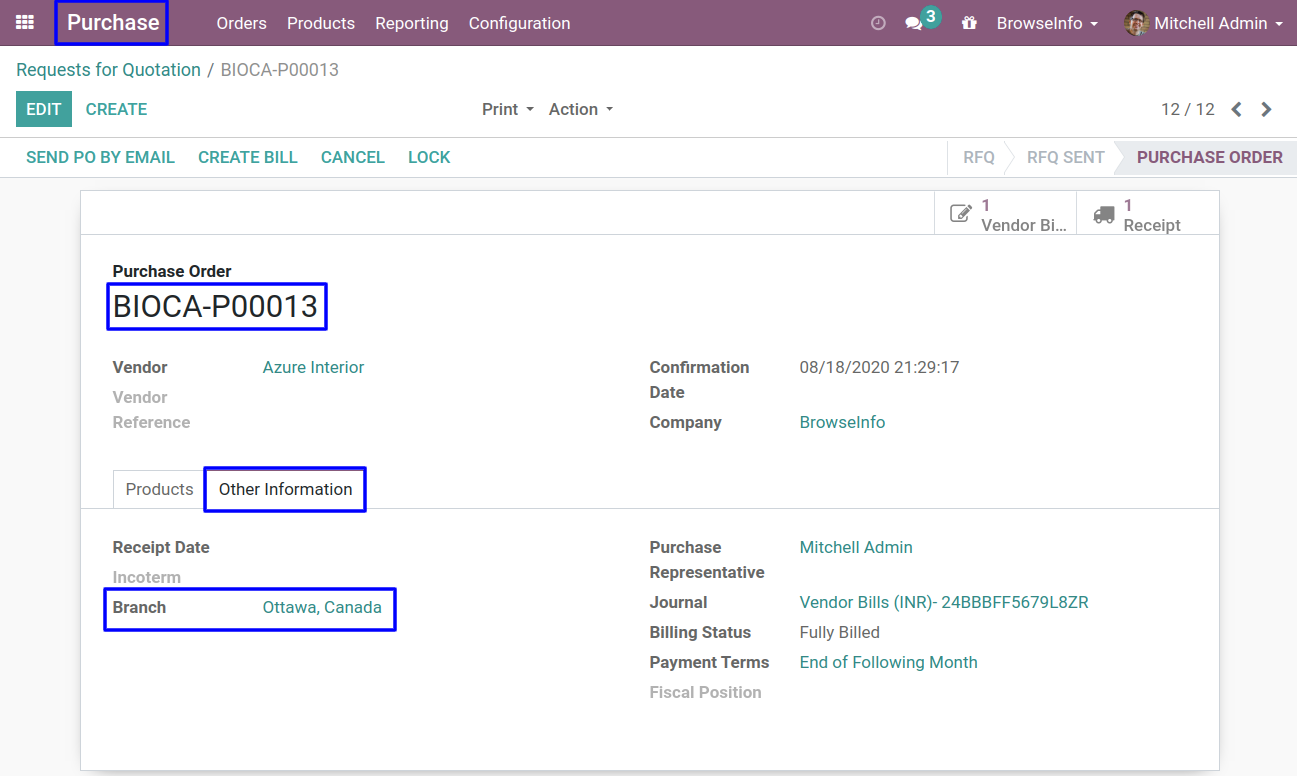 Purchase Orders Products Reporting Configuration 3 BrowseInfo Mitchell Admin
Requests for Quotation / BIOCA-P00013
EDIT CREATE Print Action 12 / 12
SEND PO BY EMAIL CREATE BILL CANCEL LOCK RFQ RFQ SENT PURCHASE ORDER
1
Vendor Bi...
1
Receipt
Purchase Order
BIOCA-P00013
Vendor Azure Interior
Vendor
Reference
Confirmation
Date
08/18/2020 21:29:17
Company BrowseInfo
Products Other Information
Receipt Date
Incoterm
Branch Ottawa, Canada
Purchase
Representative
Mitchell Admin
Journal Vendor Bills (INR)- 24BBBFF5679L8ZR
Billing Status Fully Billed
Payment Terms End of Following Month
Fiscal Position